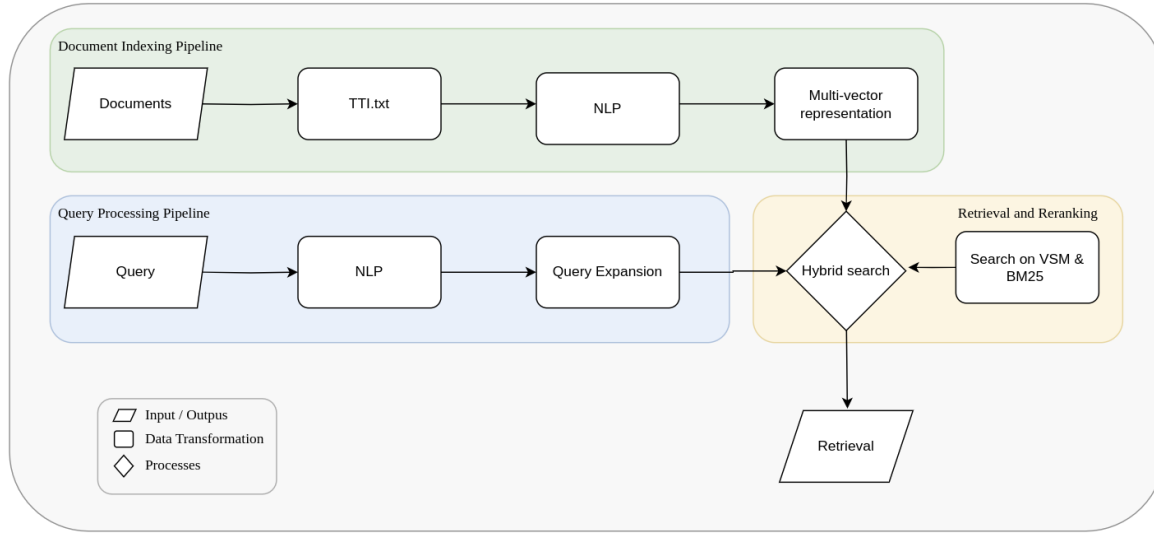 Document Indexing Pipeline
Documents
TTI.txt
NLP
Multi-vector
representation
Query Processing Pipeline
Query
NLP
Query Expansion
Retrieval and Reranking
Hybrid search
Search on VSM &
BM25
Retrieval
Input / Outpus
Data Transformation
Processes